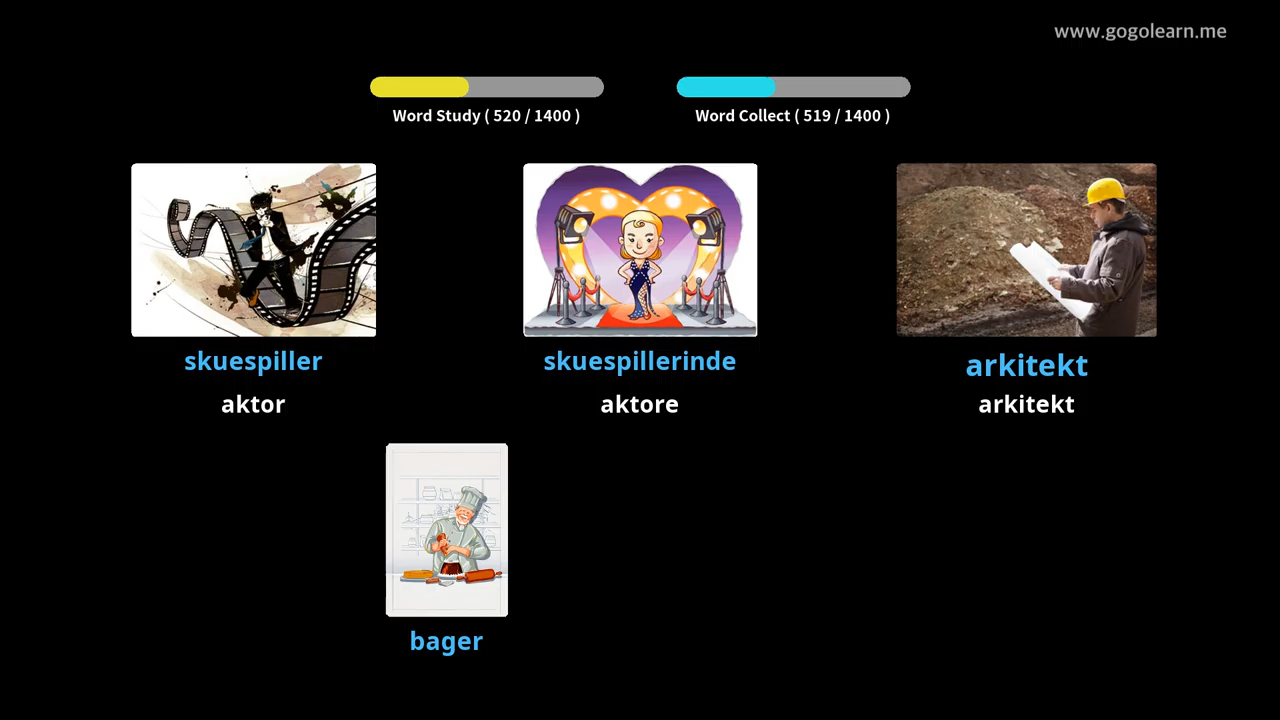 www.gogolearn.me
Word Study ( 520 / 1400 )
Word Collect ( 519 / 1400 )
skuespiller
skuespillerinde
arkitekt
aktor
aktore
arkitekt
bager